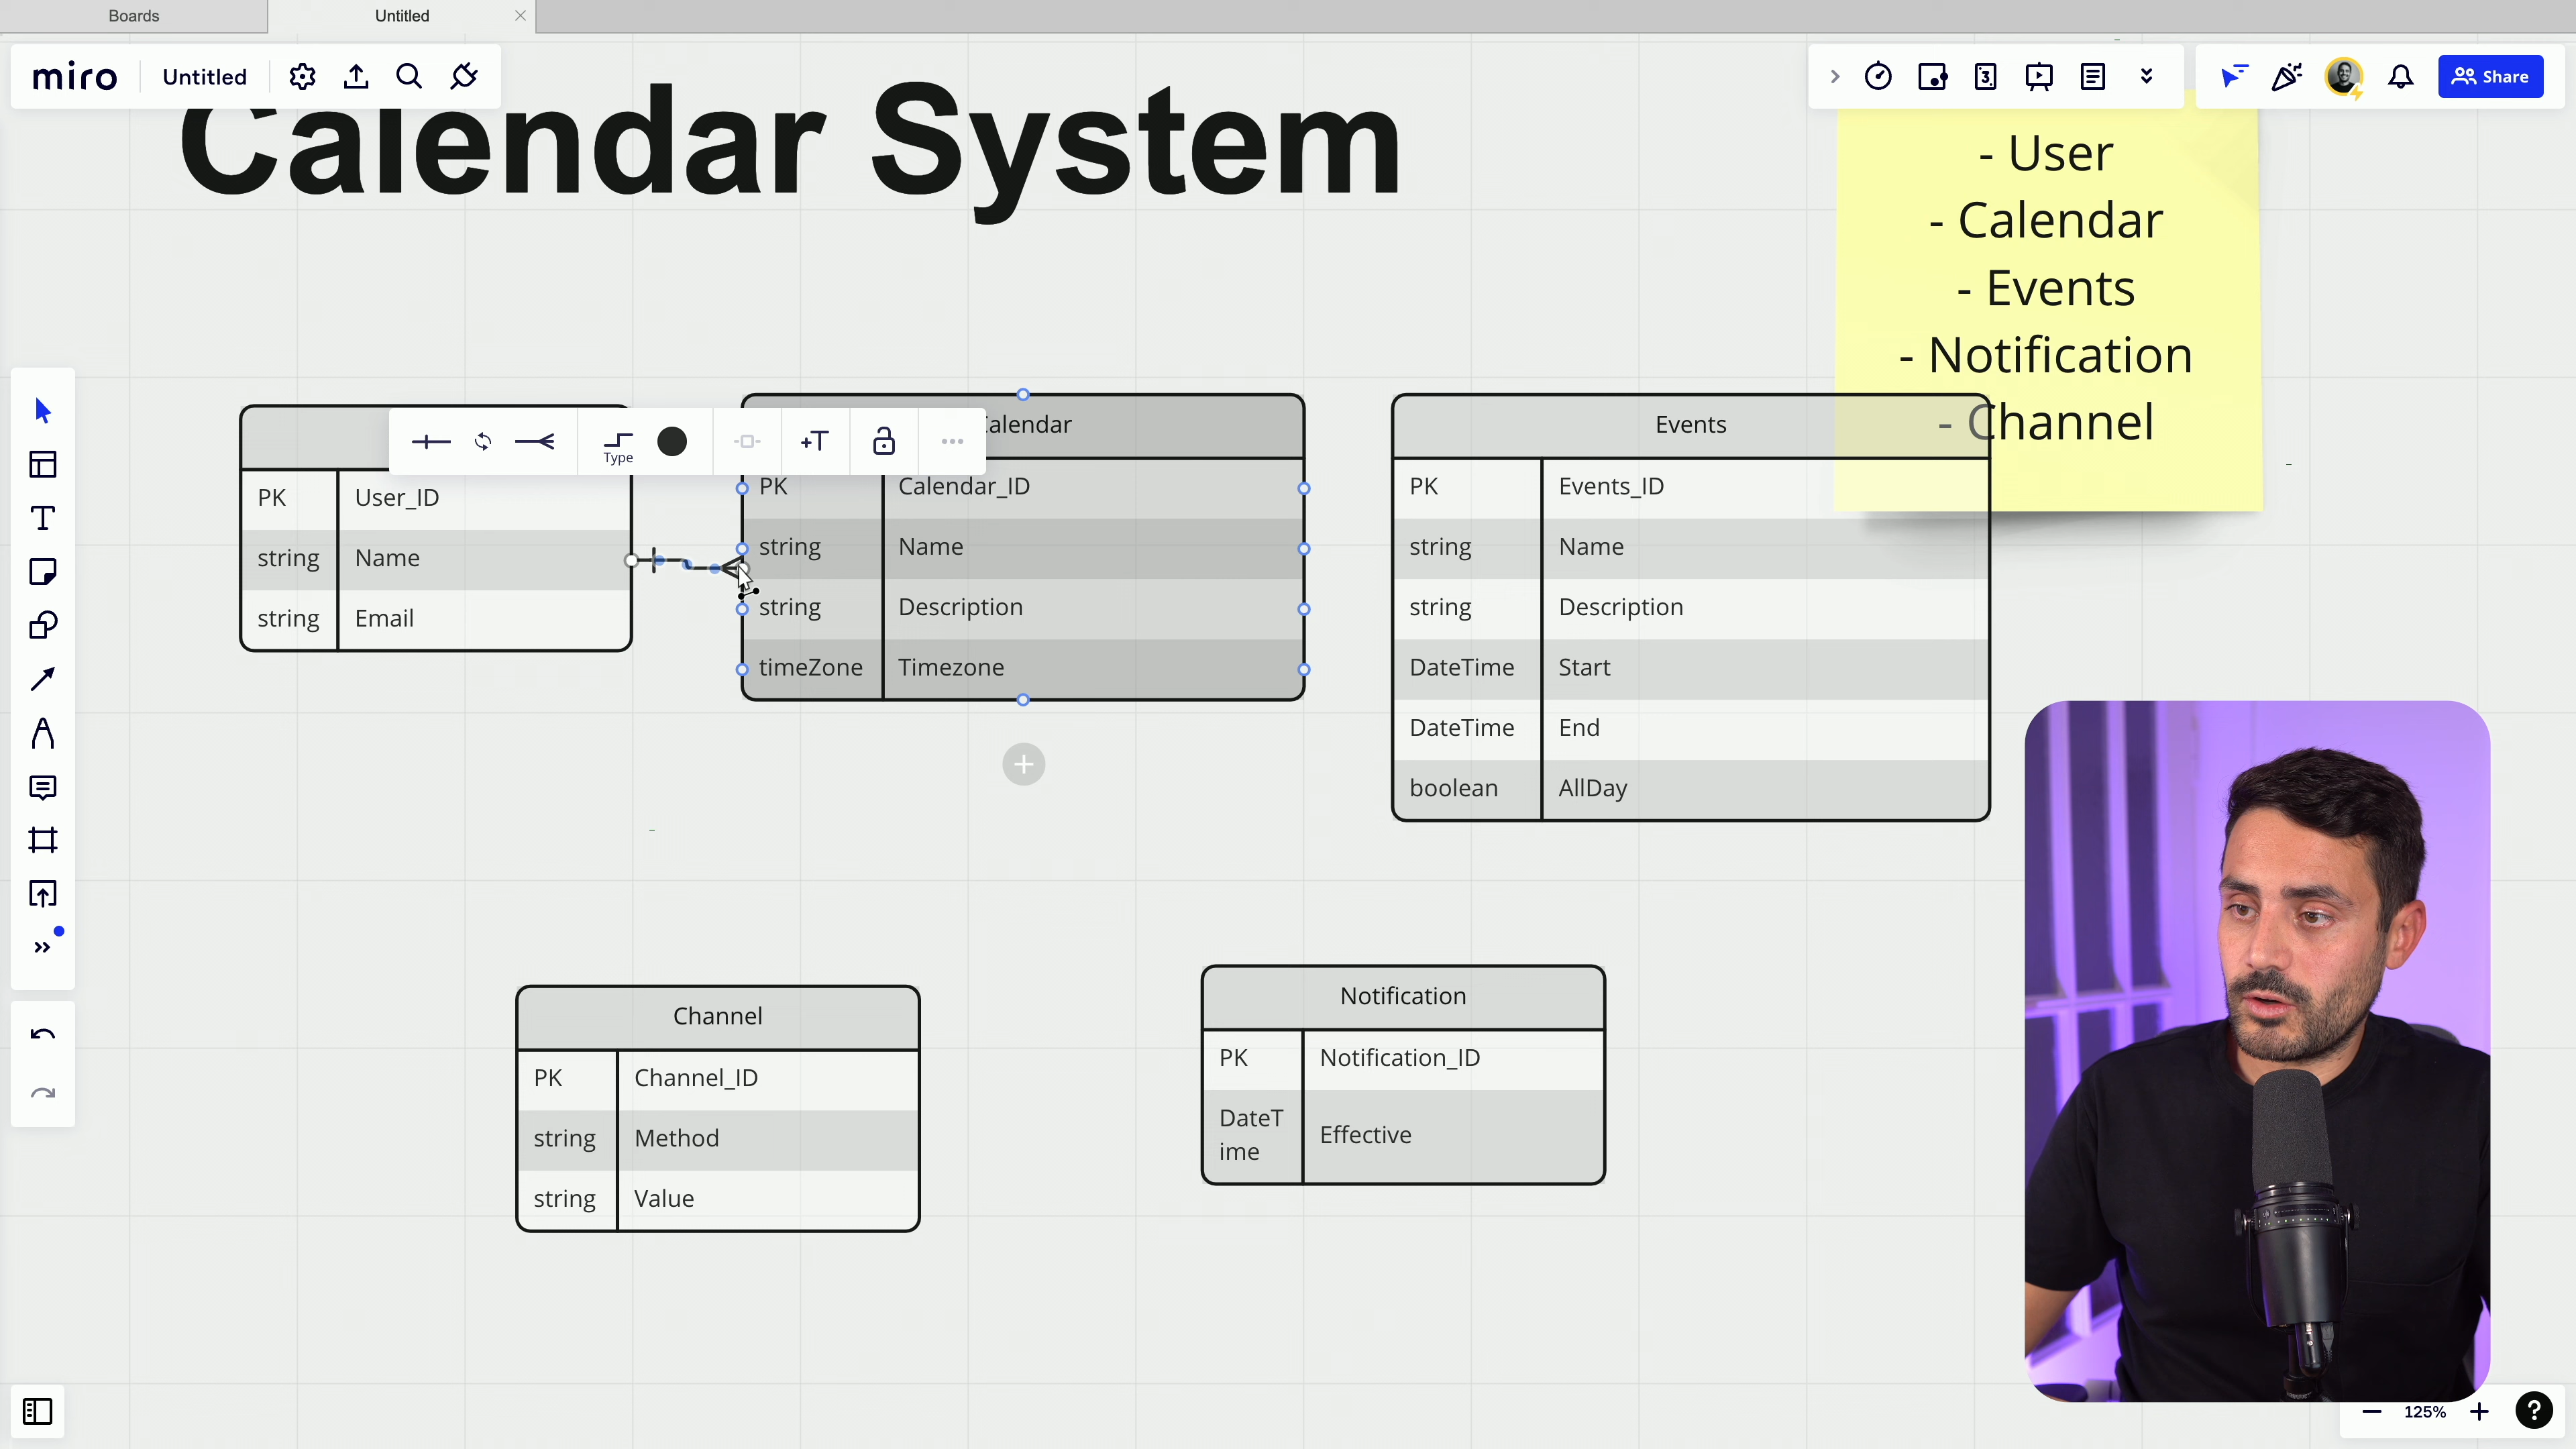 Boards
Untitled
miro
Untitled
Share
Calendar System
- User
- Calendar
- Events
- Notification
- Channel
Type
PK User_ID
string Name
string Email
Calendar
PK Calendar_ID
string Name
string Description
timeZone Timezone
Events
PK Events_ID
string Name
string Description
DateTime Start
DateTime End
boolean AllDay
Channel
PK Channel_ID
string Method
string Value
Notification
PK Notification_ID
DateT
ime Effective
125%
?